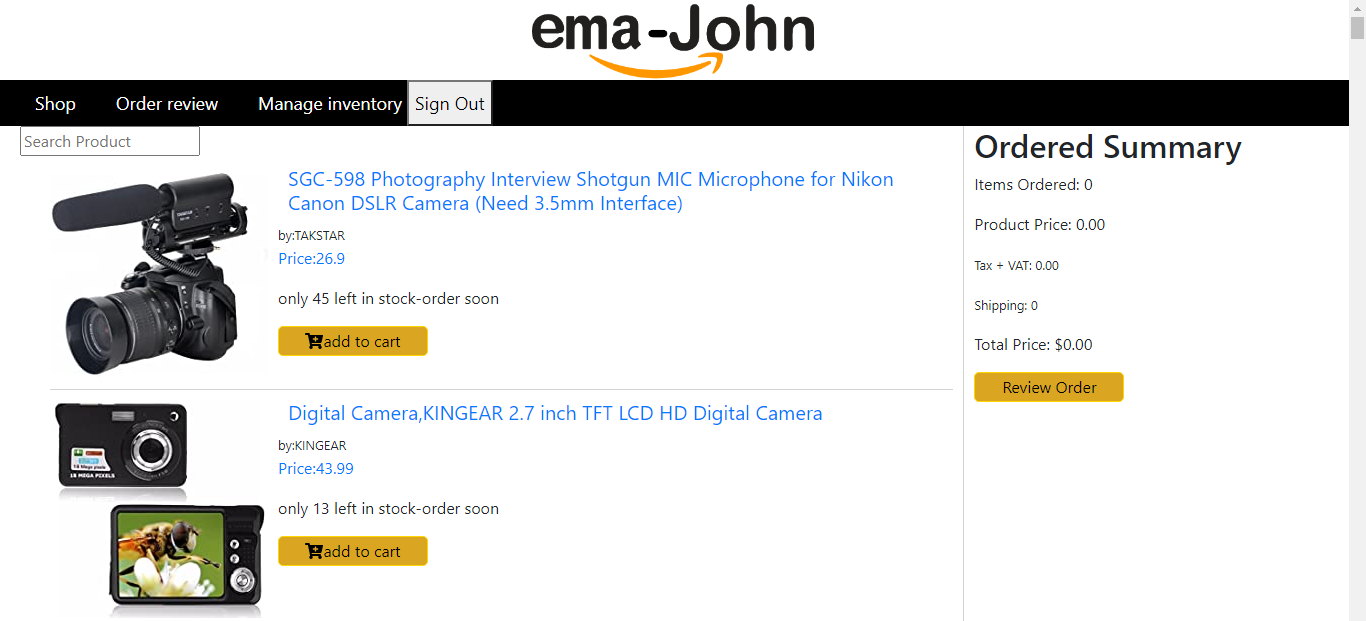 ema-John
Shop
Order review
Manage inventory
Sign Out
Search Product
SGC-598 Photography Interview Shotgun MIC Microphone for Nikon
Canon DSLR Camera (Need 3.5mm Interface)
by:TAKSTAR
Price:26.9
only 45 left in stock-order soon
add to cart
18 MEGA PIXELS
Digital Camera,KINGEAR 2.7 inch TFT LCD HD Digital Camera
by:KINGEAR
Price:43.99
only 13 left in stock-order soon
add to cart
Ordered Summary
Items Ordered: 0
Product Price: 0.00
Tax + VAT: 0.00
Shipping: 0
Total Price: $0.00
Review Order